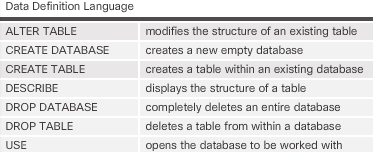 Data Definition Language
ALTER TABLE modifies the structure of an existing table
CREATE DATABASE creates a new empty database
CREATE TABLE creates a table within an existing database
DESCRIBE displays the structure of a table
DROP DATABASE completely deletes an entire database
DROP TABLE deletes a table from within a database
USE opens the database to be worked with